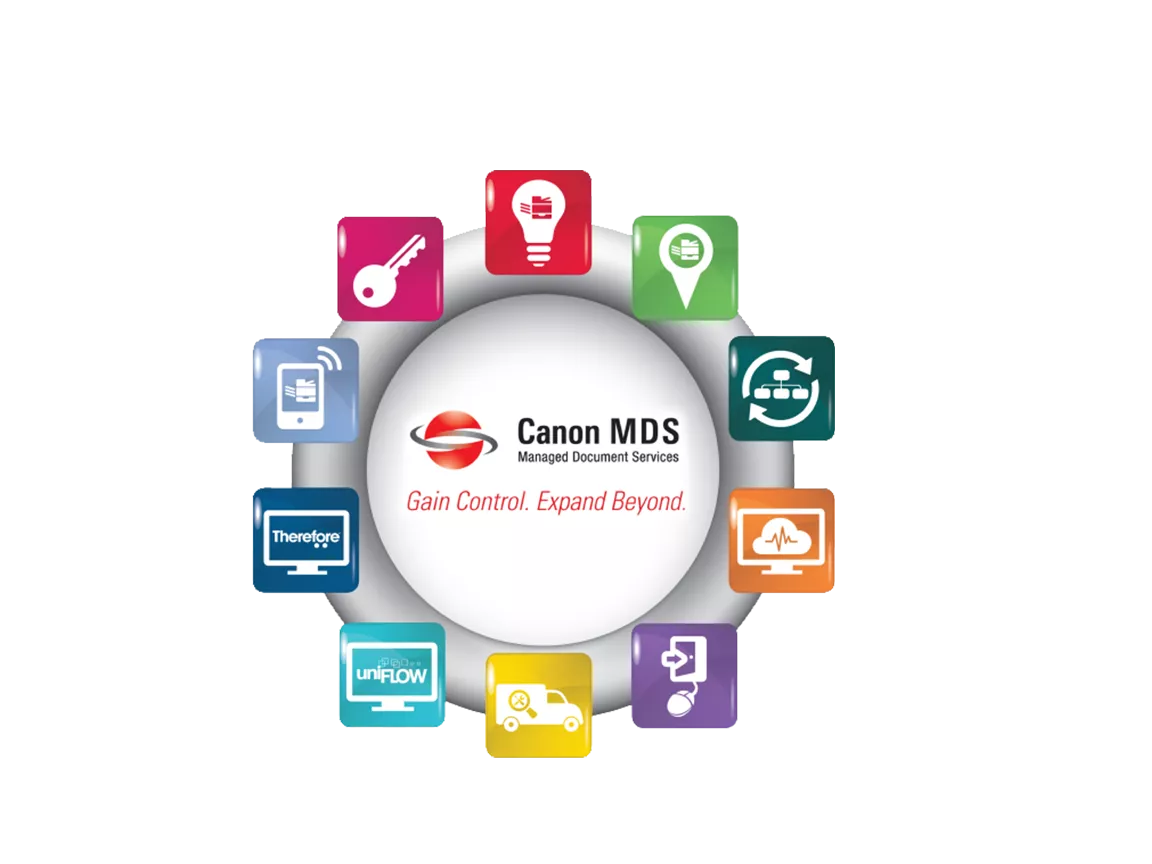 Canon MDS
Managed Document Services
Gain Control. Expand Beyond.
Therefore
uniFLOW